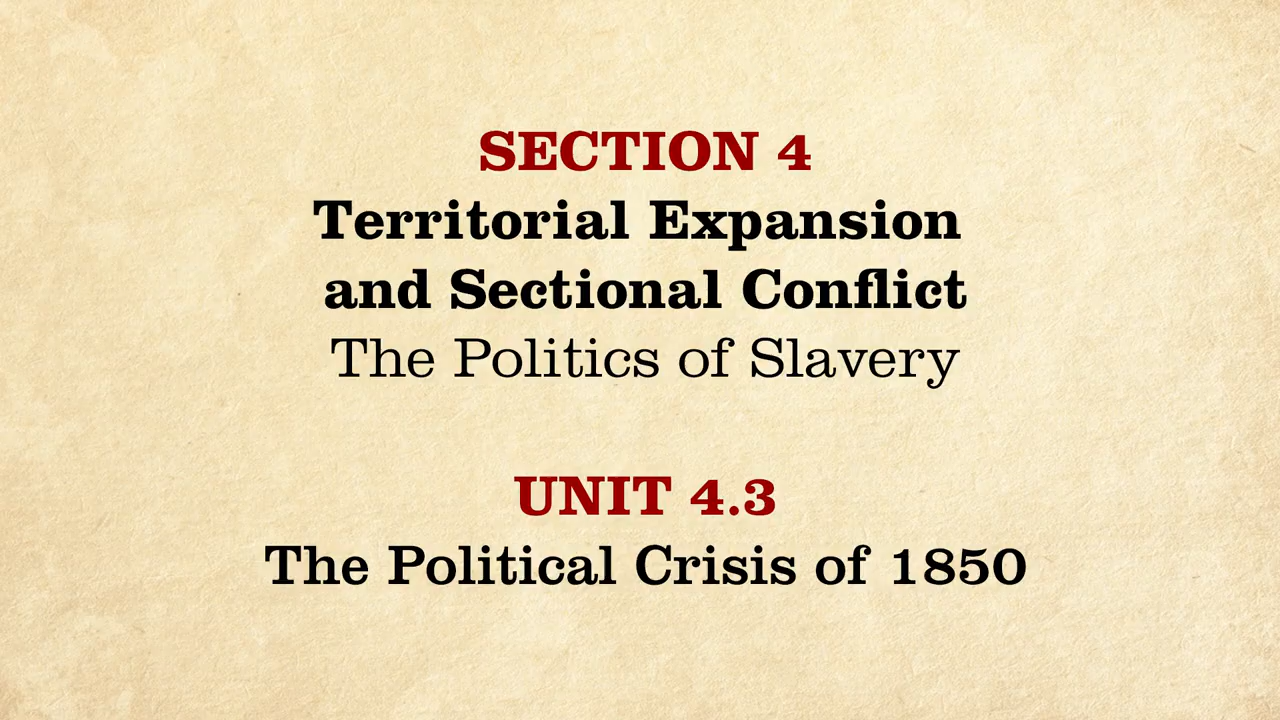 SECTION 4
Territorial Expansion
and Sectional Conflict
The Politics of Slavery
UNIT 4.3
The Political Crisis of 1850